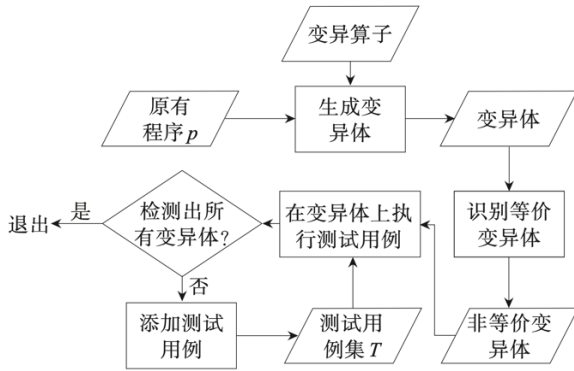 变异算子
原有
程序 p
生成变
异体
变异体
退出
是
检测出所
有变异体？
在变异体上执
行测试用例
识别等价
变异体
否
添加测试
用例
测试用
例集 T
非等价变
异体